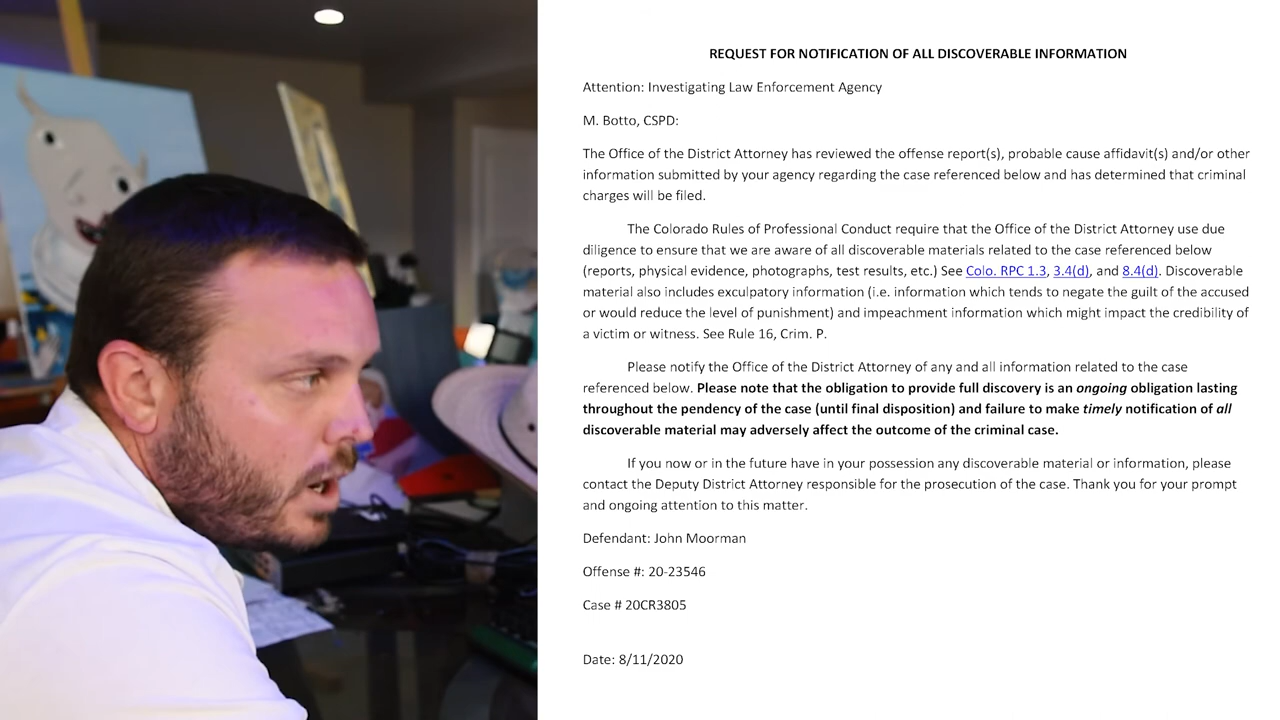 REQUEST FOR NOTIFICATION OF ALL DISCOVERABLE INFORMATION
Attention: Investigating Law Enforcement Agency
M. Botto, CSPD:
The Office of the District Attorney has reviewed the offense report(s), probable cause affidavit(s) and/or other
information submitted by your agency regarding the case referenced below and has determined that criminal
charges will be filed.
The Colorado Rules of Professional Conduct require that the Office of the District Attorney use due
diligence to ensure that we are aware of all discoverable materials related to the case referenced below
(reports, physical evidence, photographs, test results, etc.) See Colo. RPC 1.3, 3.4(d), and 8.4(d). Discoverable
material also includes exculpatory information (i.e. information which tends to negate the guilt of the accused
or would reduce the level of punishment) and impeachment information which might impact the credibility of
a victim or witness. See Rule 16, Crim. P.
Please notify the Office of the District Attorney of any and all information related to the case
referenced below. Please note that the obligation to provide full discovery is an ongoing obligation lasting
throughout the pendency of the case (until final disposition) and failure to make timely notification of all
discoverable material may adversely affect the outcome of the criminal case.
If you now or in the future have in your possession any discoverable material or information, please
contact the Deputy District Attorney responsible for the prosecution of the case. Thank you for your prompt
and ongoing attention to this matter.
Defendant: John Moorman
Offense #: 20-23546
Case # 20CR3805
Date: 8/11/2020